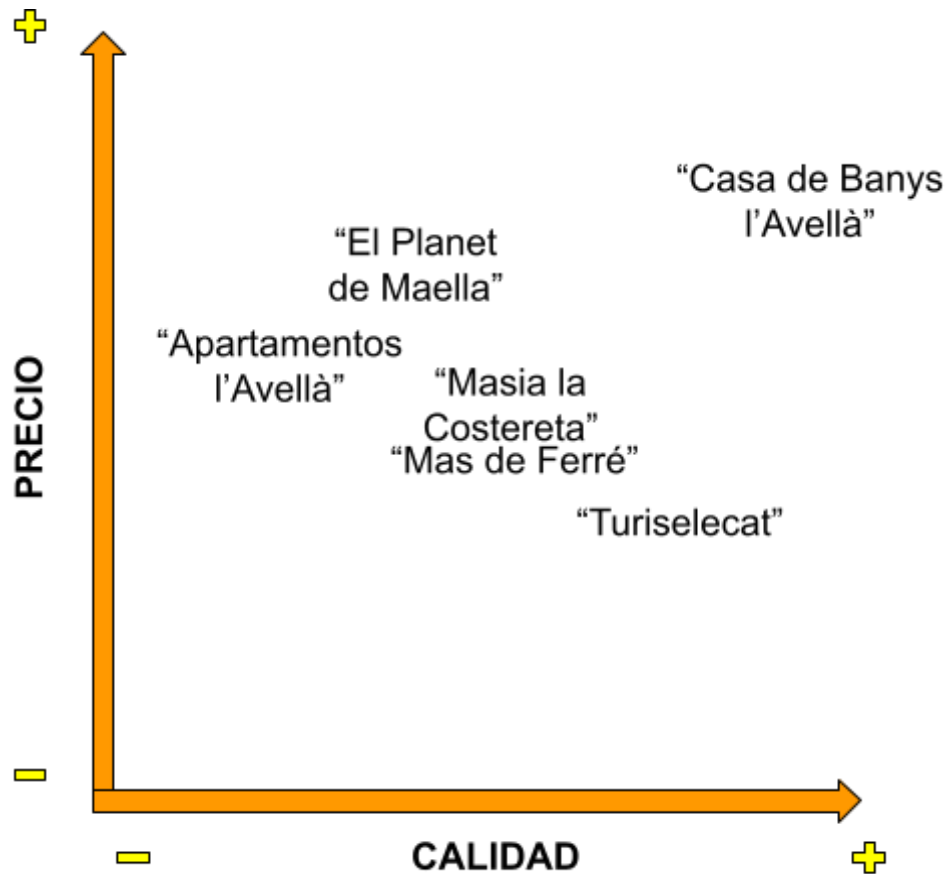 “Casa de Banys
l’Avellà”
“El Planet
de Maella”
“Apartamentos
l’Avellà”
“Masia la
Costereta”
“Mas de Ferré”
“Turiselecat”
PRECIO
CALIDAD